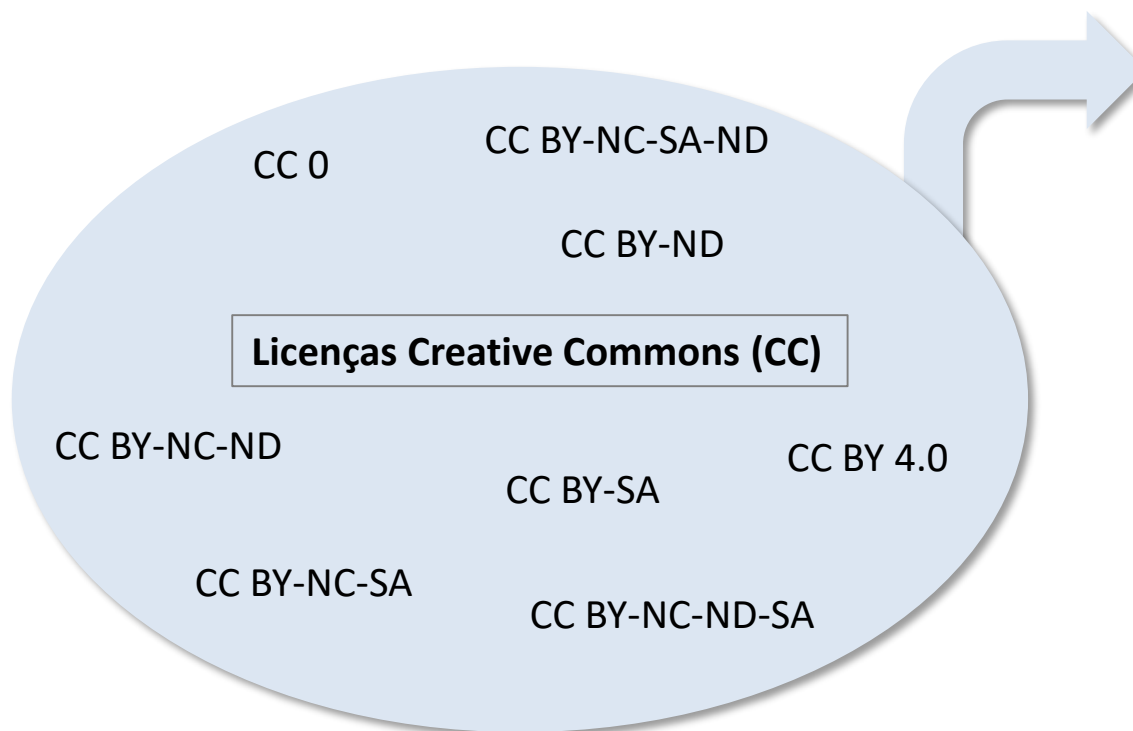 CC 0
CC BY-NC-SA-ND
CC BY-ND
Licenças Creative Commons (CC)
CC BY-NC-ND
CC BY-SA
CC BY 4.0
CC BY-NC-SA
CC BY-NC-ND-SA